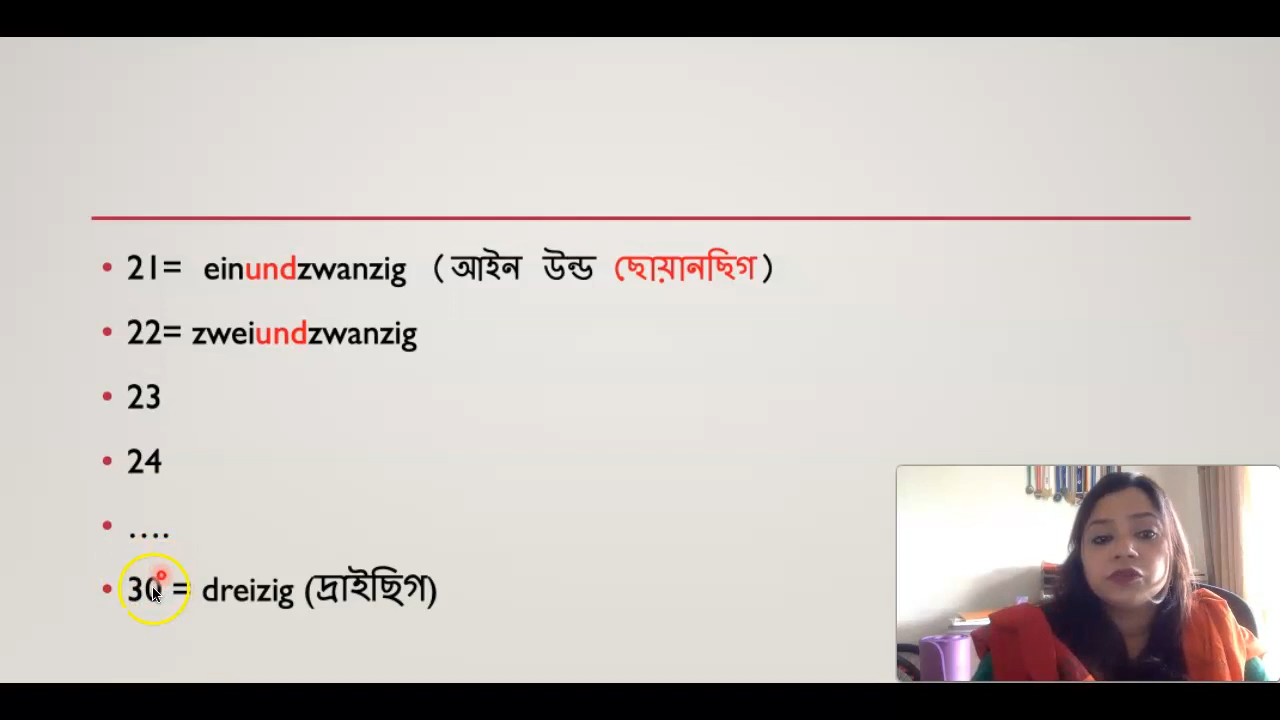 • 21= einundzwanzig (আইন উন্ড ছোয়ানছিগ)
• 22= zweiundzwanzig
• 23
• 24
• ....
• 30 = dreizig (দ্রাইছিগ)